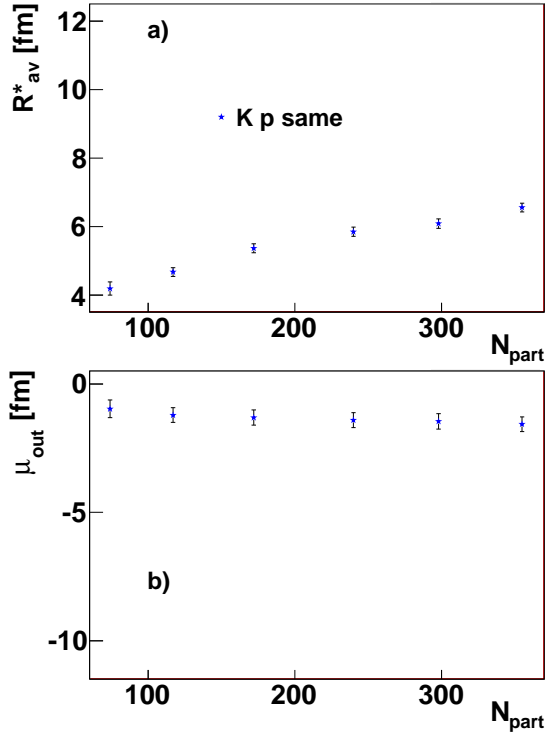 R*av [fm]
12
a)
10
K p same
8
6
4
100 200 300
Npart
μout [fm]
0
-5
b)
-10
100 200 300
Npart